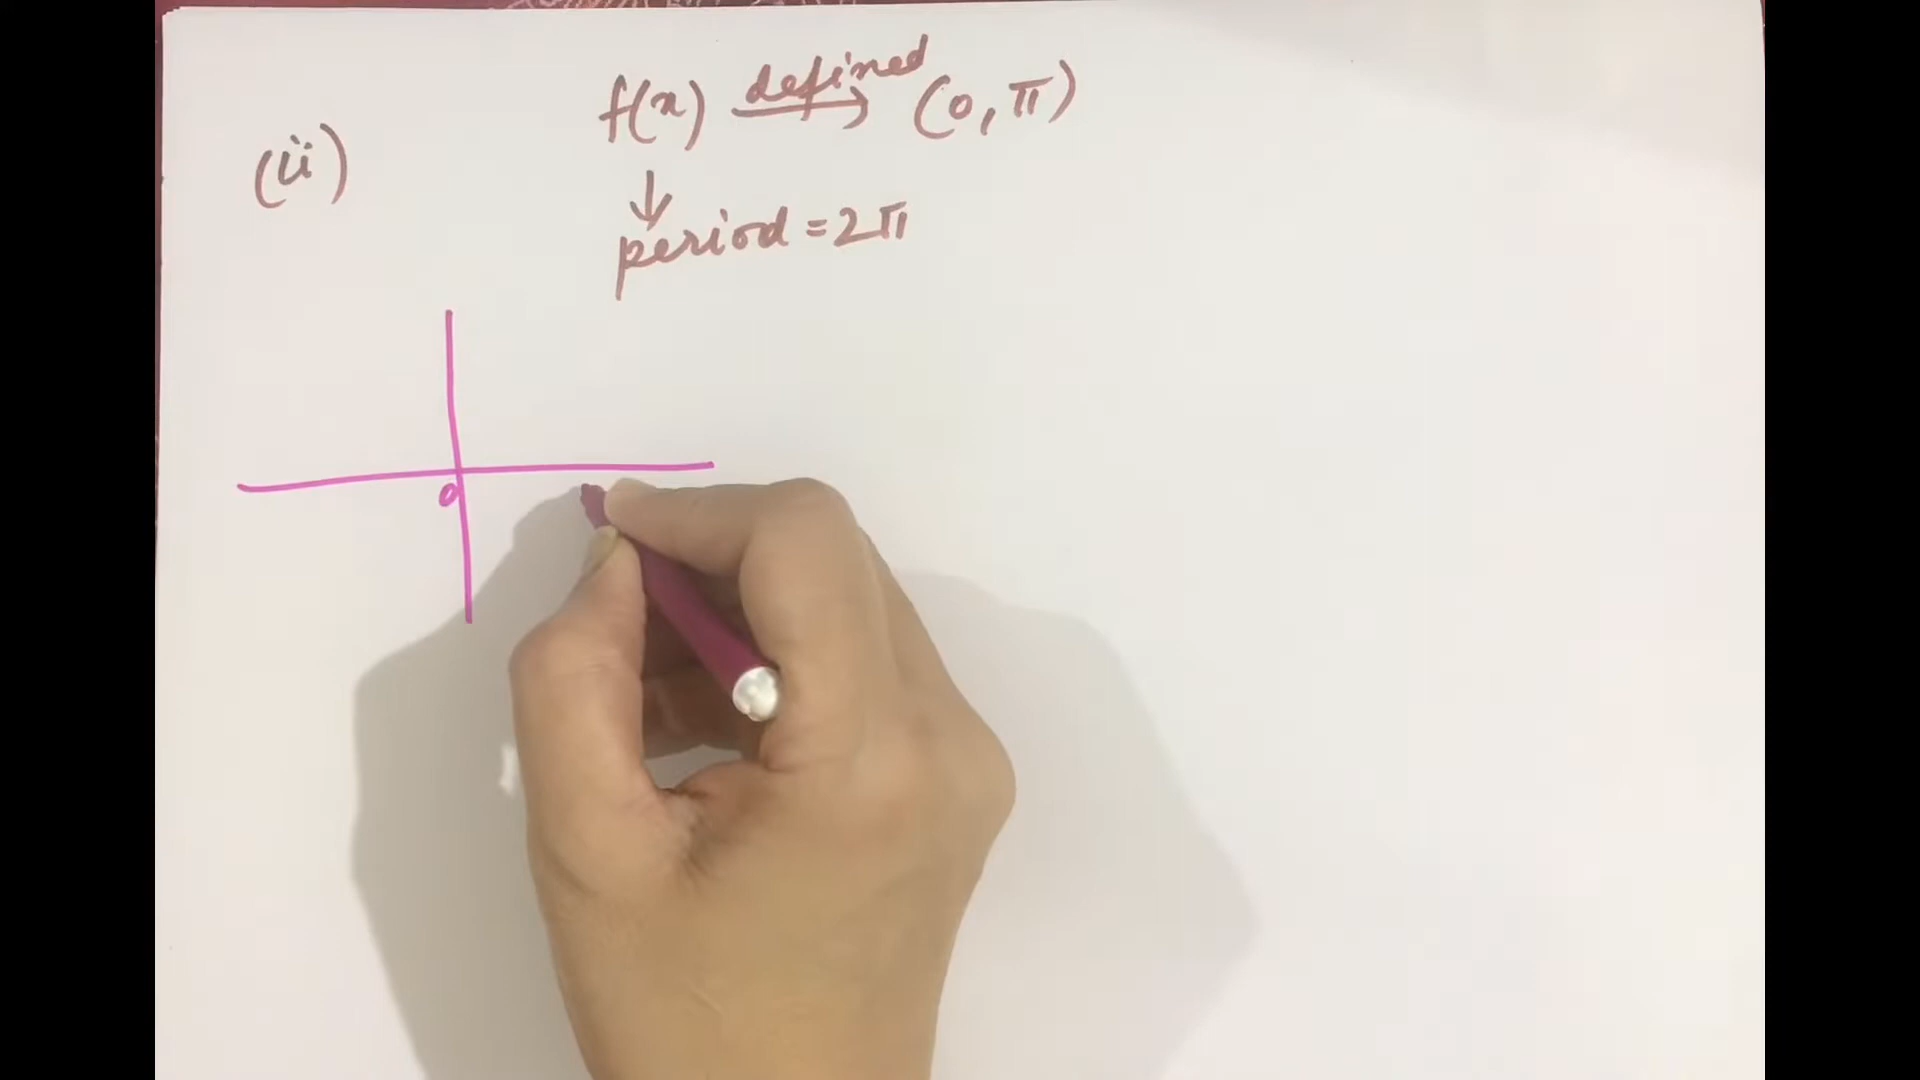 f(x) defined (0, π)
(ii)
period = 2π
0